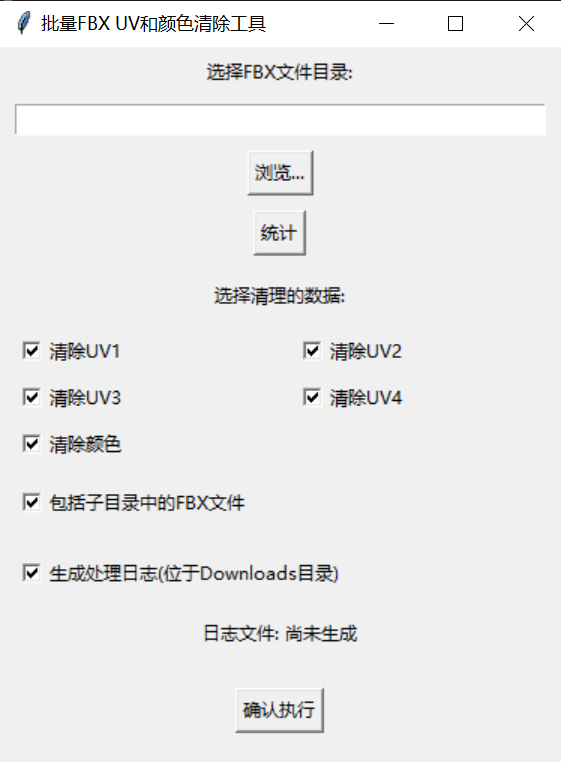 批量FBX UV和颜色清除工具
选择FBX文件目录:
浏览...
统计
选择清理的数据:
清除UV1 清除UV2
清除UV3 清除UV4
清除颜色
包括子目录中的FBX文件
生成处理日志(位于Downloads目录)
日志文件: 尚未生成
确认执行